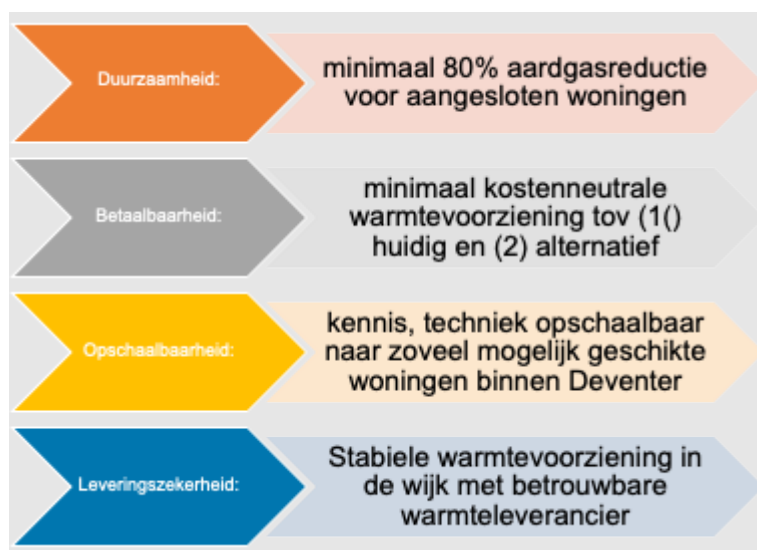 Duurzaamheid:
minimaal 80% aardgasreductie
voor aangesloten woningen
Betaalbaarheid:
minimaal kostenneutrale
warmtevoorziening tov (1()
huidig en (2) alternatief
Opschaalbaarheid:
kennis, techniek opschaalbaar
naar zoveel mogelijk geschikte
woningen binnen Deventer
Leveringszekerheid:
Stabiele warmtevoorziening in
de wijk met betrouwbare
warmteleverancier